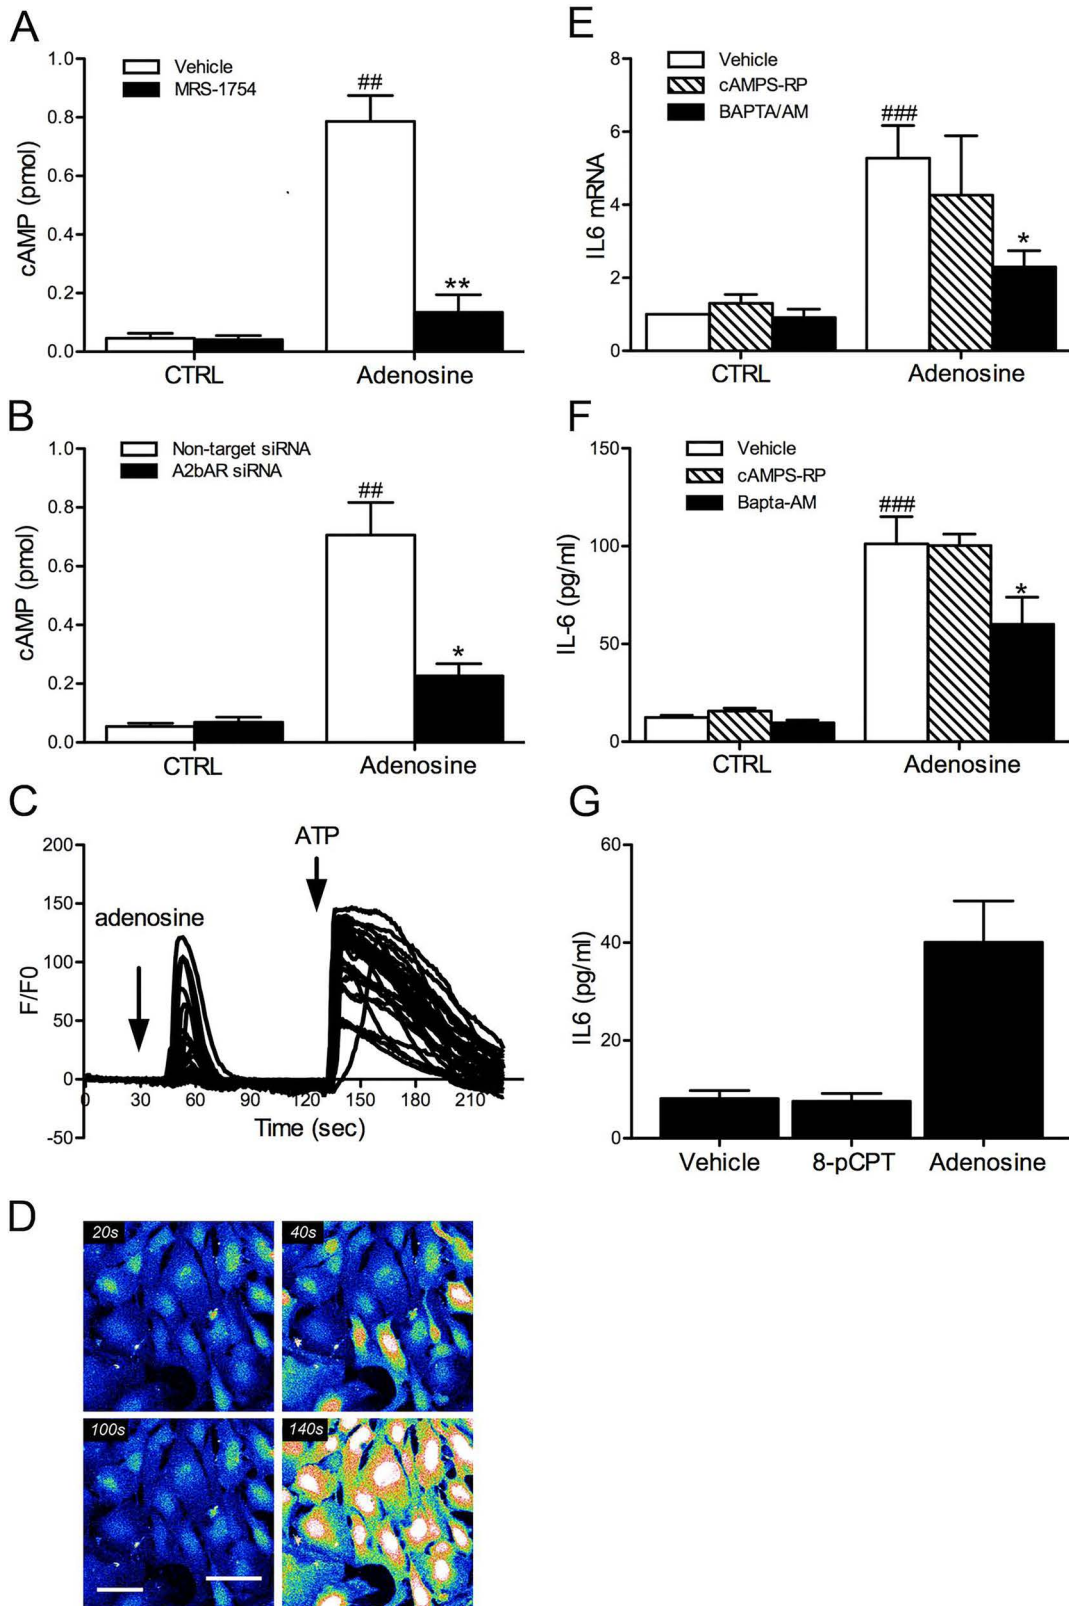 A
1.0
0.8
0.6
0.4
0.2
0.0
cAMP (pmol)
Vehicle
MRS-1754
##
**
CTRL
Adenosine
B
1.0
0.8
0.6
0.4
0.2
0.0
cAMP (pmol)
Non-target siRNA
A2bAR siRNA
##
*
CTRL
Adenosine
C
200
150
100
50
0
-50
F/F0
adenosine
ATP
0 30 60 90 120 150 180 210
Time (sec)
D
20s
40s
100s
140s
E
8
6
4
2
0
IL6 mRNA
Vehicle
cAMPS-RP
BAPTA/AM
###
*
CTRL
Adenosine
F
150
100
50
0
IL-6 (pg/ml)
Vehicle
cAMPS-RP
Bapta-AM
###
*
CTRL
Adenosine
G
60
40
20
0
IL6 (pg/ml)
Vehicle
8-pCPT
Adenosine